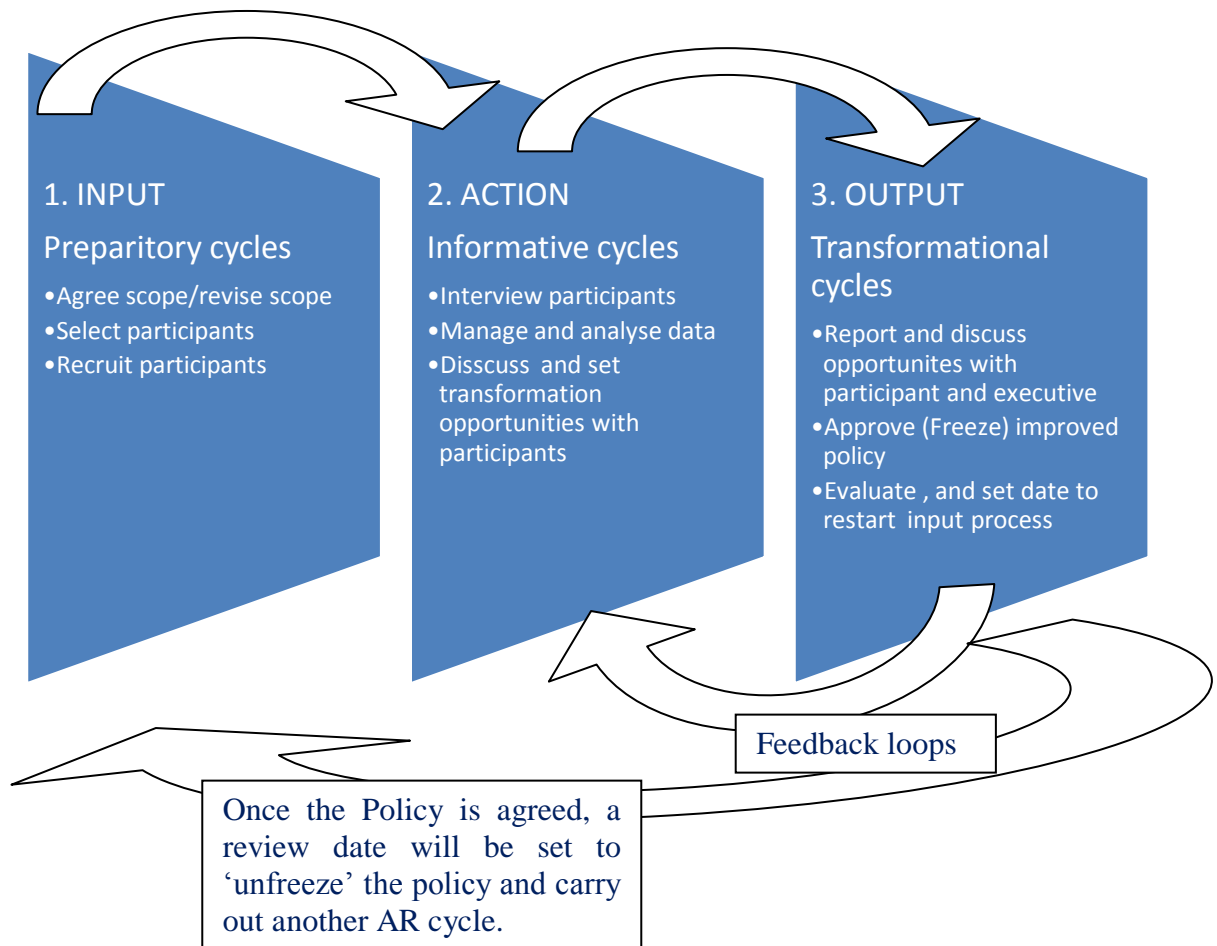 1. INPUT
Preparitory cycles
•Agree scope/revise scope
•Select participants
•Recruit participants
2. ACTION
Informative cycles
•Interview participants
•Manage and analyse data
•Disscuss and set
transformation
opportunities with
participants
3. OUTPUT
Transformational
cycles
•Report and discuss
opportunites with
participant and executive
•Approve (Freeze) improved
policy
•Evaluate , and set date to
restart input process
Feedback loops
Once the Policy is agreed, a
review date will be set to
‘unfreeze’ the policy and carry
out another AR cycle.